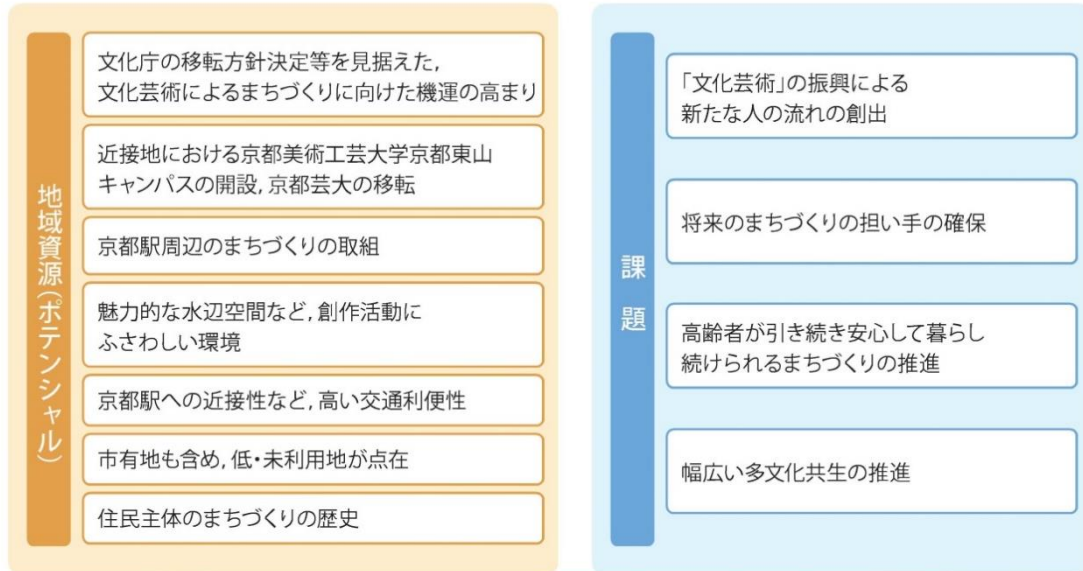 地域資源(ポテンシャル)
文化庁の移転方針決定等を見据えた,
文化芸術によるまちづくりに向けた機運の高まり
近接地における京都美術工芸大学京都東山
キャンパスの開設, 京都芸大の移転
京都駅周辺のまちづくりの取組
魅力的な水辺空間など, 創作活動に
ふさわしい環境
京都駅への近接性など, 高い交通利便性
市有地も含め, 低・未利用地が点在
住民主体のまちづくりの歴史
課題
「文化芸術」の振興による
新たな人の流れの創出
将来のまちづくりの担い手の確保
高齢者が引き続き安心して暮らし
続けられるまちづくりの推進
幅広い多文化共生の推進